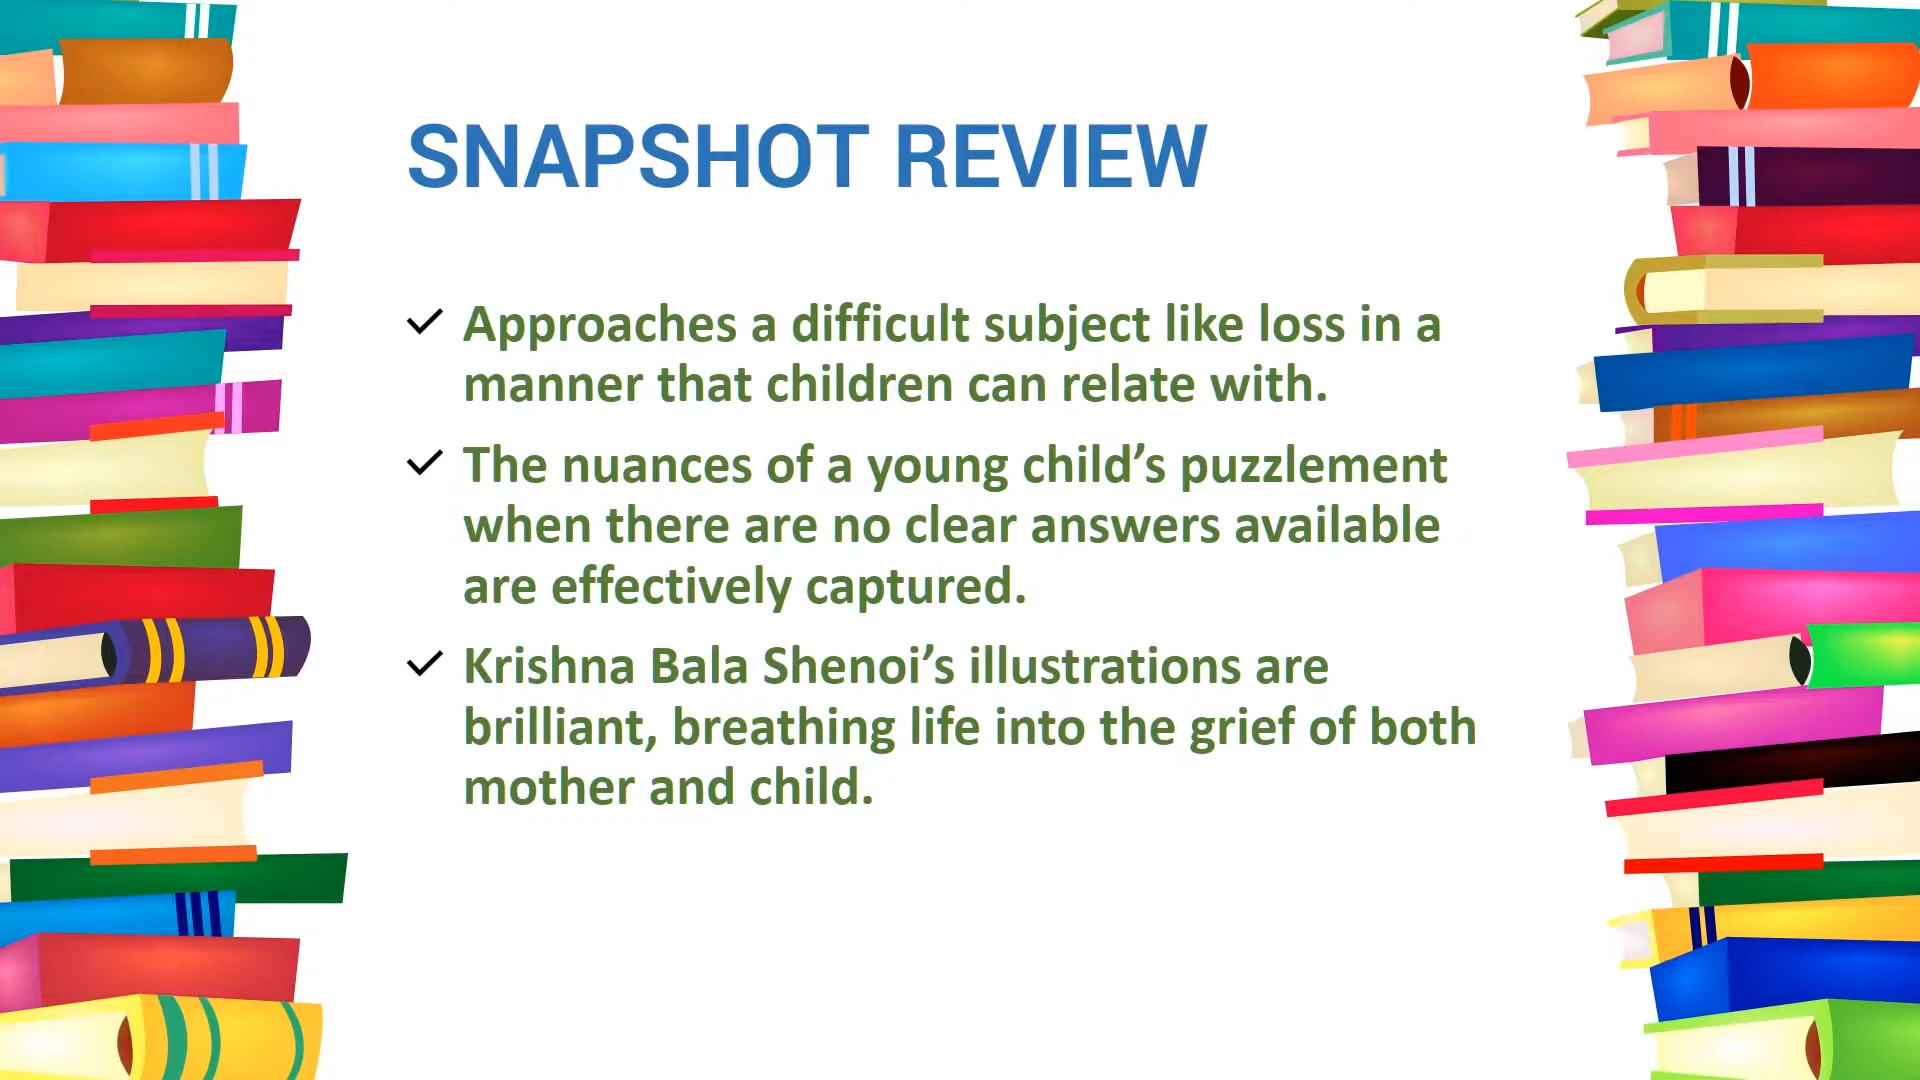 SNAPSHOT REVIEW
Approaches a difficult subject like loss in a
manner that children can relate with.
The nuances of a young child’s puzzlement
when there are no clear answers available
are effectively captured.
Krishna Bala Shenoi’s illustrations are
brilliant, breathing life into the grief of both
mother and child.